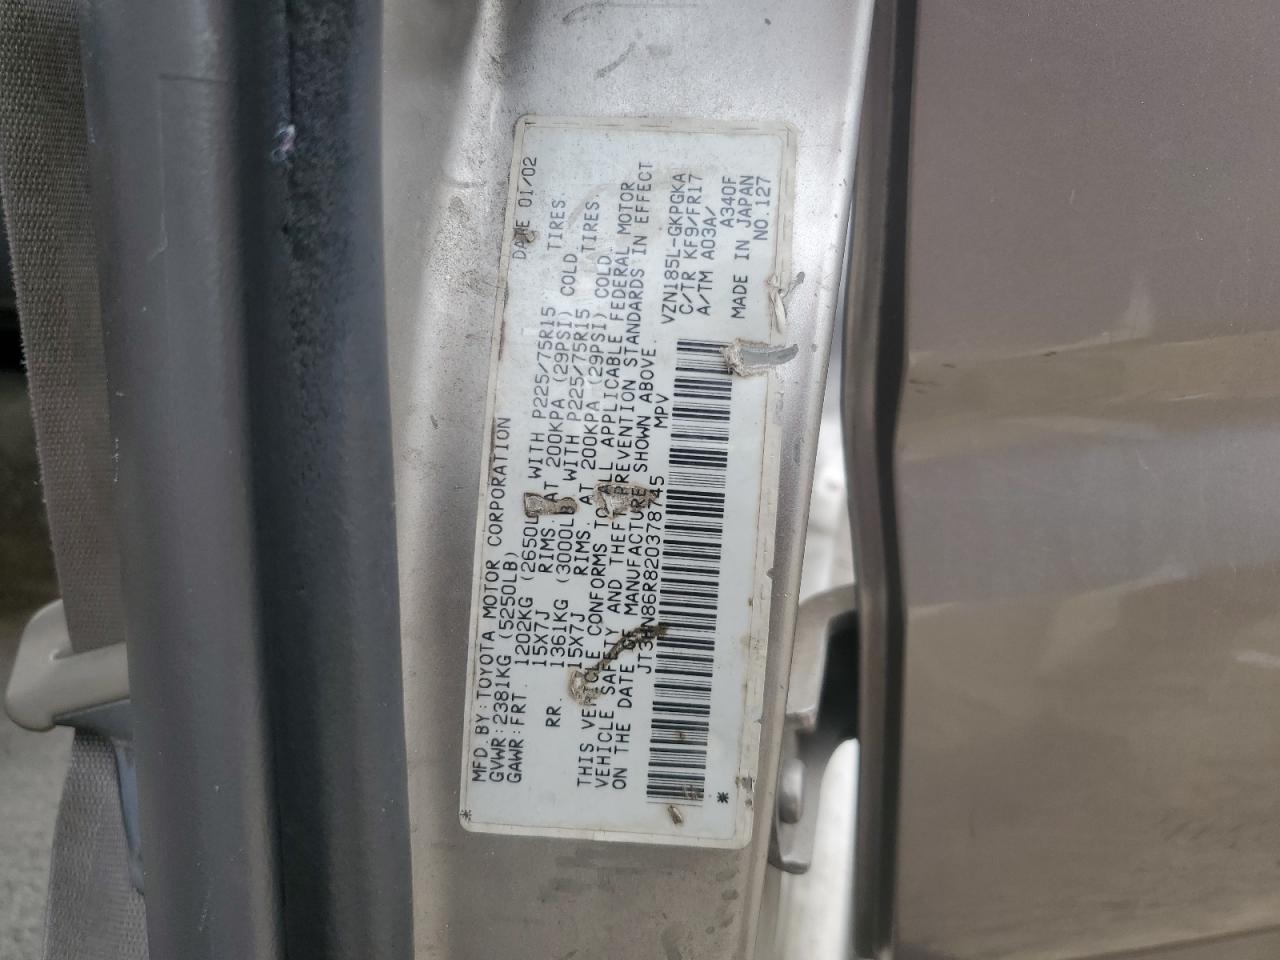 MFD. BY: TOYOTA MOTOR CORPORATION DATE 01/02
GVWR: 2381KG (5250LB)
GAWR: FRT. 1202KG (2650L WITH P225/75R15 TIRES.
15X7J RIMS. AT 200KPA (29PSI) COLD
RR. 1361KG (3000LB WITH P225/75R15 TIRES.
15X7J RIMS. AT 200KPA (29PSI) COLD.
THIS VEHICLE CONFORMS TO ALL APPLICABLE FEDERAL MOTOR
VEHICLE SAFETY AND THEFT PREVENTION STANDARDS IN EFFECT
ON THE DATE OF MANUFACTURE SHOWN ABOVE.
JT3HN86R820378745 MPV
VZN185L-GKPGKA
C/TR KF9/FR17
A/TM A03A/
A340F
MADE IN JAPAN
NO.127
* *